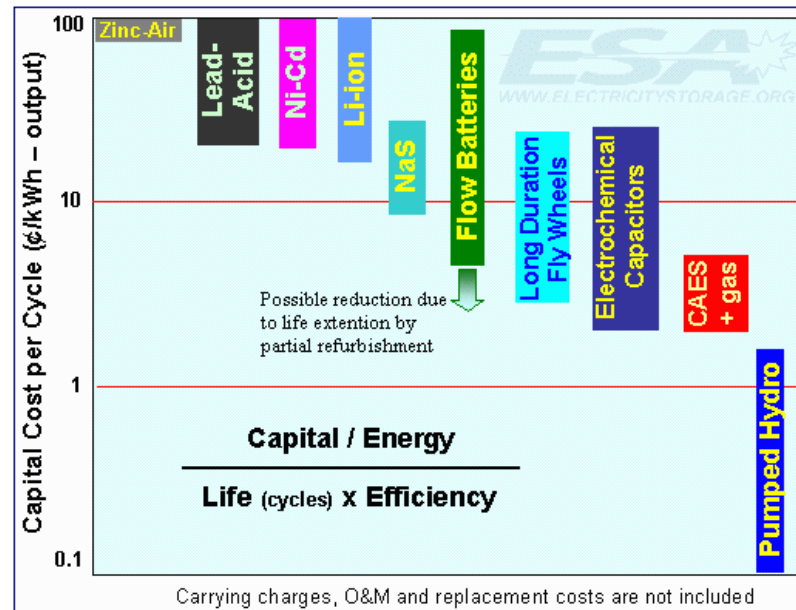 Capital Cost per Cycle (¢/kWh – output)
100
10
1
0.1
Zinc-Air
Lead-
Acid
Ni-Cd
Li-ion
NaS
Flow Batteries
Long Duration
Fly Wheels
Electrochemical
Capacitors
CAES
+ gas
Pumped Hydro
ESA
WWW.ELECTRICITYSTORAGE.ORG
Possible reduction due
to life extention by
partial refurbishment
Capital / Energy
Life (cycles) x Efficiency
Carrying charges, O&M and replacement costs are not included